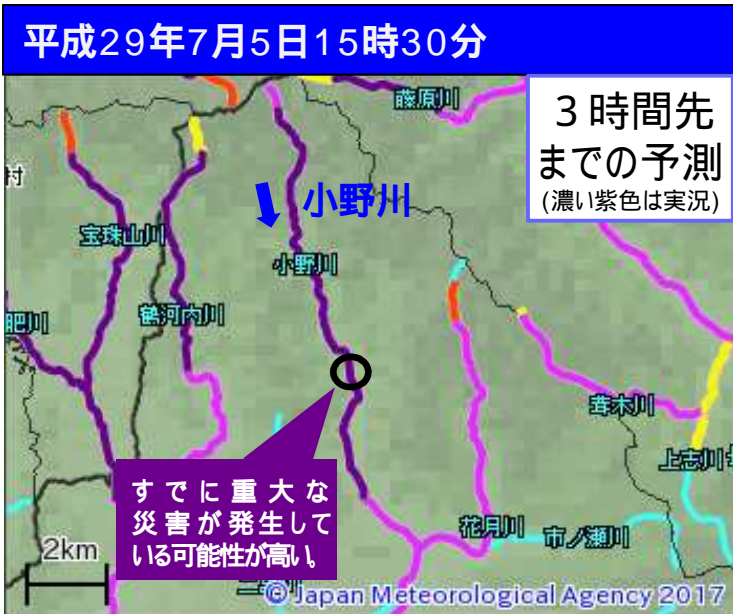 平成29年7月5日15時30分
３時間先
までの予測
(濃い紫色は実況)
藤原川
村
小野川
宝珠山川
小野川
肥川
鶴河内川
葺木川
上志川
すでに重大な
災害が発生して
いる可能性が高い。
花月川
市ノ瀬川
2km
© Japan Meteorological Agency 2017